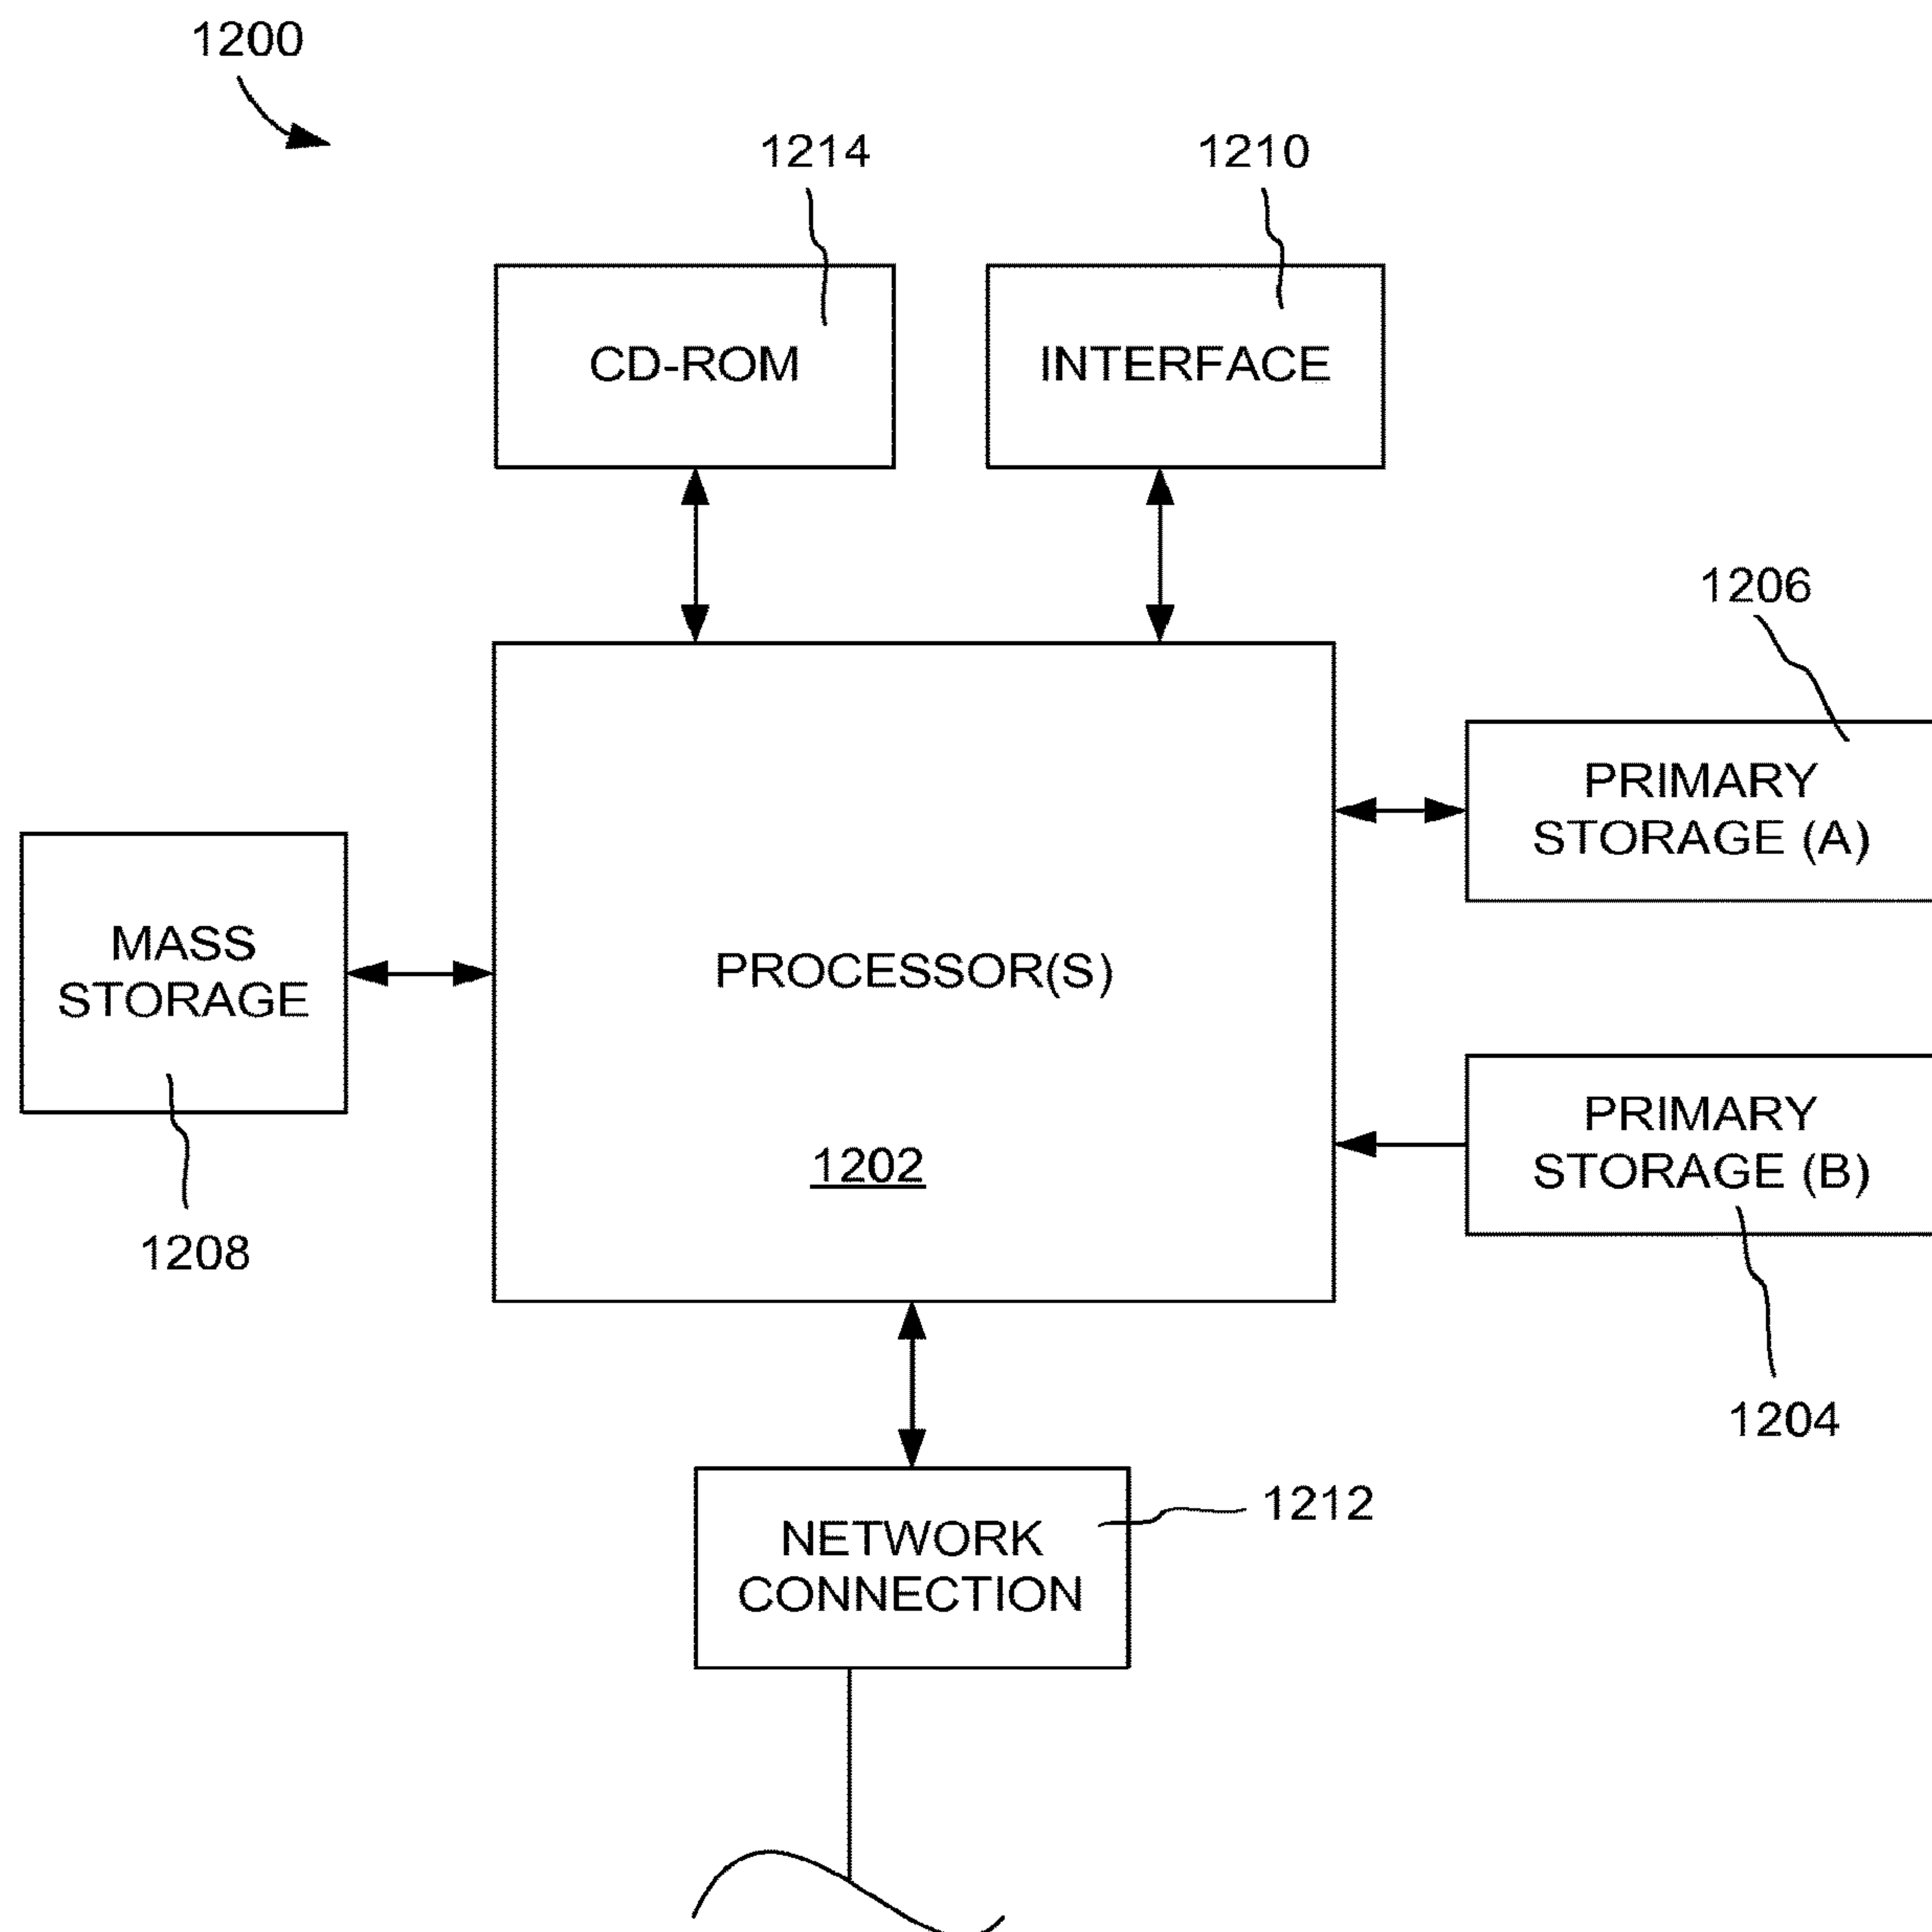 1200
1214
1210
CD-ROM
INTERFACE
1206
PRIMARY
STORAGE (A)
MASS
STORAGE
PROCESSOR(S)
1202
PRIMARY
STORAGE (B)
1208
1204
NETWORK
CONNECTION
1212